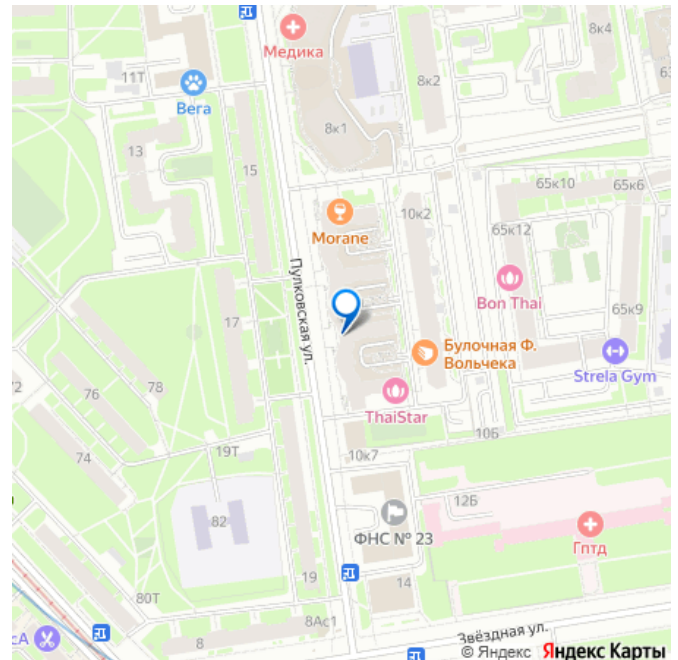 Медика
8к4
8к2
63
11Т
Вега
8к1
13
15
65к10
65к6
10к2
65к12
Morane
Bon Thai
Пулковская ул.
65к9
17
Булочная Ф.
Вольчека
Strela Gym
72
76
78
ThaiStar
10Б
74
19Т
10к7
12Б
82
ФНС № 23
Гптд
19
14
80Т
8Ас1
8
Звёздная ул.
сА
© Яндекс Яндекс Карты